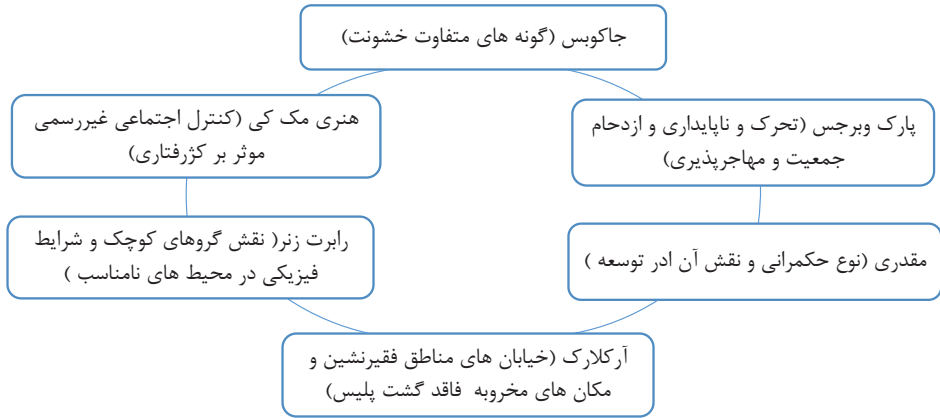 جاکوبس (گونه های متفاوت خشونت)
پارک وبرجس (تحرک و ناپایداری و ازدحام
جمعیت و مهاجرپذیری)
مقدری (نوع حکمرانی و نقش آن ادر توسعه )
آرکلارک (خیابان های مناطق فقیرنشین و
مکان های مخروبه فاقد گشت پلیس)
رابرت زنر( نقش گروهای کوچک و شرایط
فیزیکی در محیط های نامناسب )
هنری مک کی (کنترل اجتماعی غیررسمی
موثر بر کژرفتاری)